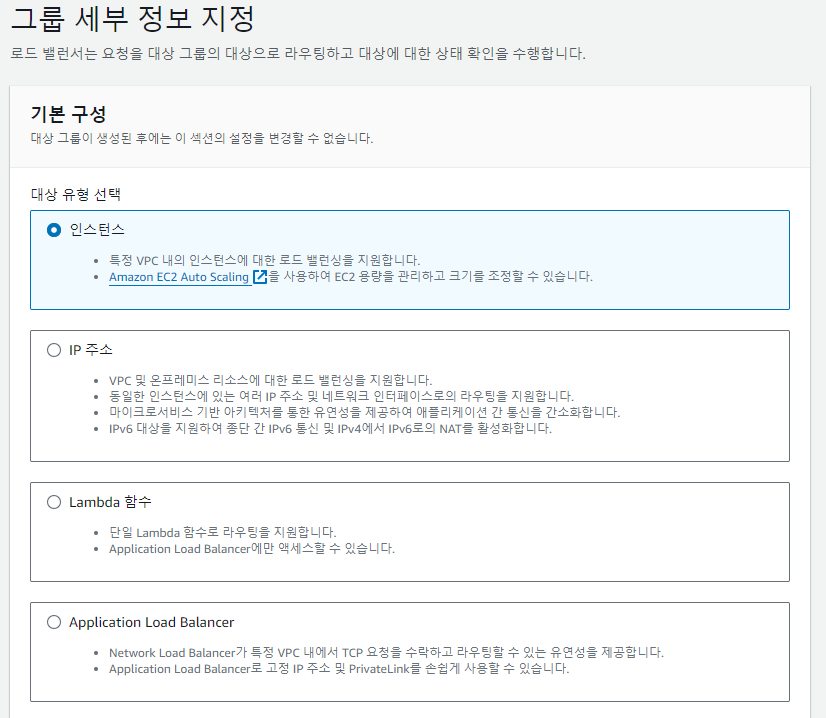 그룹 세부 정보 지정
로드 밸런서는 요청을 대상 그룹의 대상으로 라우팅하고 대상에 대한 상태 확인을 수행합니다.
기본 구성
대상 그룹이 생성된 후에는 이 섹션의 설정을 변경할 수 없습니다.
대상 유형 선택
인스턴스
특정 VPC 내의 인스턴스에 대한 로드 밸런싱을 지원합니다.
Amazon EC2 Auto Scaling 을 사용하여 EC2 용량을 관리하고 크기를 조정할 수 있습니다.
IP 주소
VPC 및 온프레미스 리소스에 대한 로드 밸런싱을 지원합니다.
동일한 인스턴스에 있는 여러 IP 주소 및 네트워크 인터페이스로의 라우팅을 지원합니다.
마이크로서비스 기반 아키텍처를 통한 유연성을 제공하여 애플리케이션 간 통신을 간소화합니다.
IPv6 대상을 지원하여 종단 간 IPv6 통신 및 IPv4에서 IPv6로의 NAT를 활성화합니다.
Lambda 함수
단일 Lambda 함수로 라우팅을 지원합니다.
Application Load Balancer에만 액세스할 수 있습니다.
Application Load Balancer
Network Load Balancer가 특정 VPC 내에서 TCP 요청을 수락하고 라우팅할 수 있는 유연성을 제공합니다.
Application Load Balancer로 고정 IP 주소 및 PrivateLink를 손쉽게 사용할 수 있습니다.